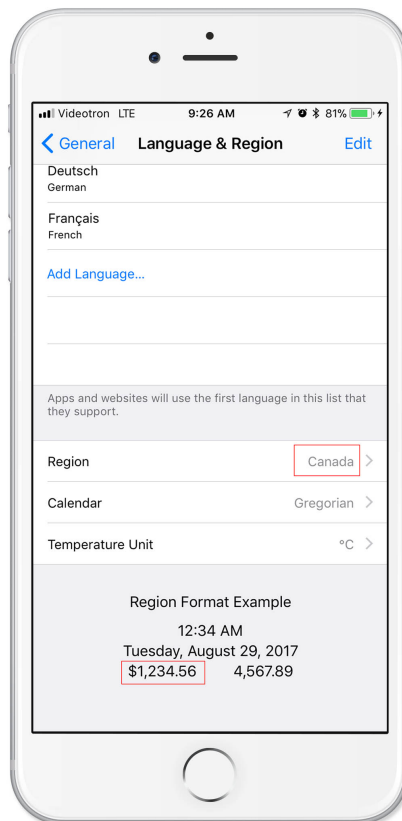 Videotron LTE 9:26 AM 81%
General Language & Region Edit
Deutsch
German
Français
French
Add Language...
Apps and websites will use the first language in this list that
they support.
Region Canada
Calendar Gregorian
Temperature Unit °C
Region Format Example
12:34 AM
Tuesday, August 29, 2017
$1,234.56 4,567.89